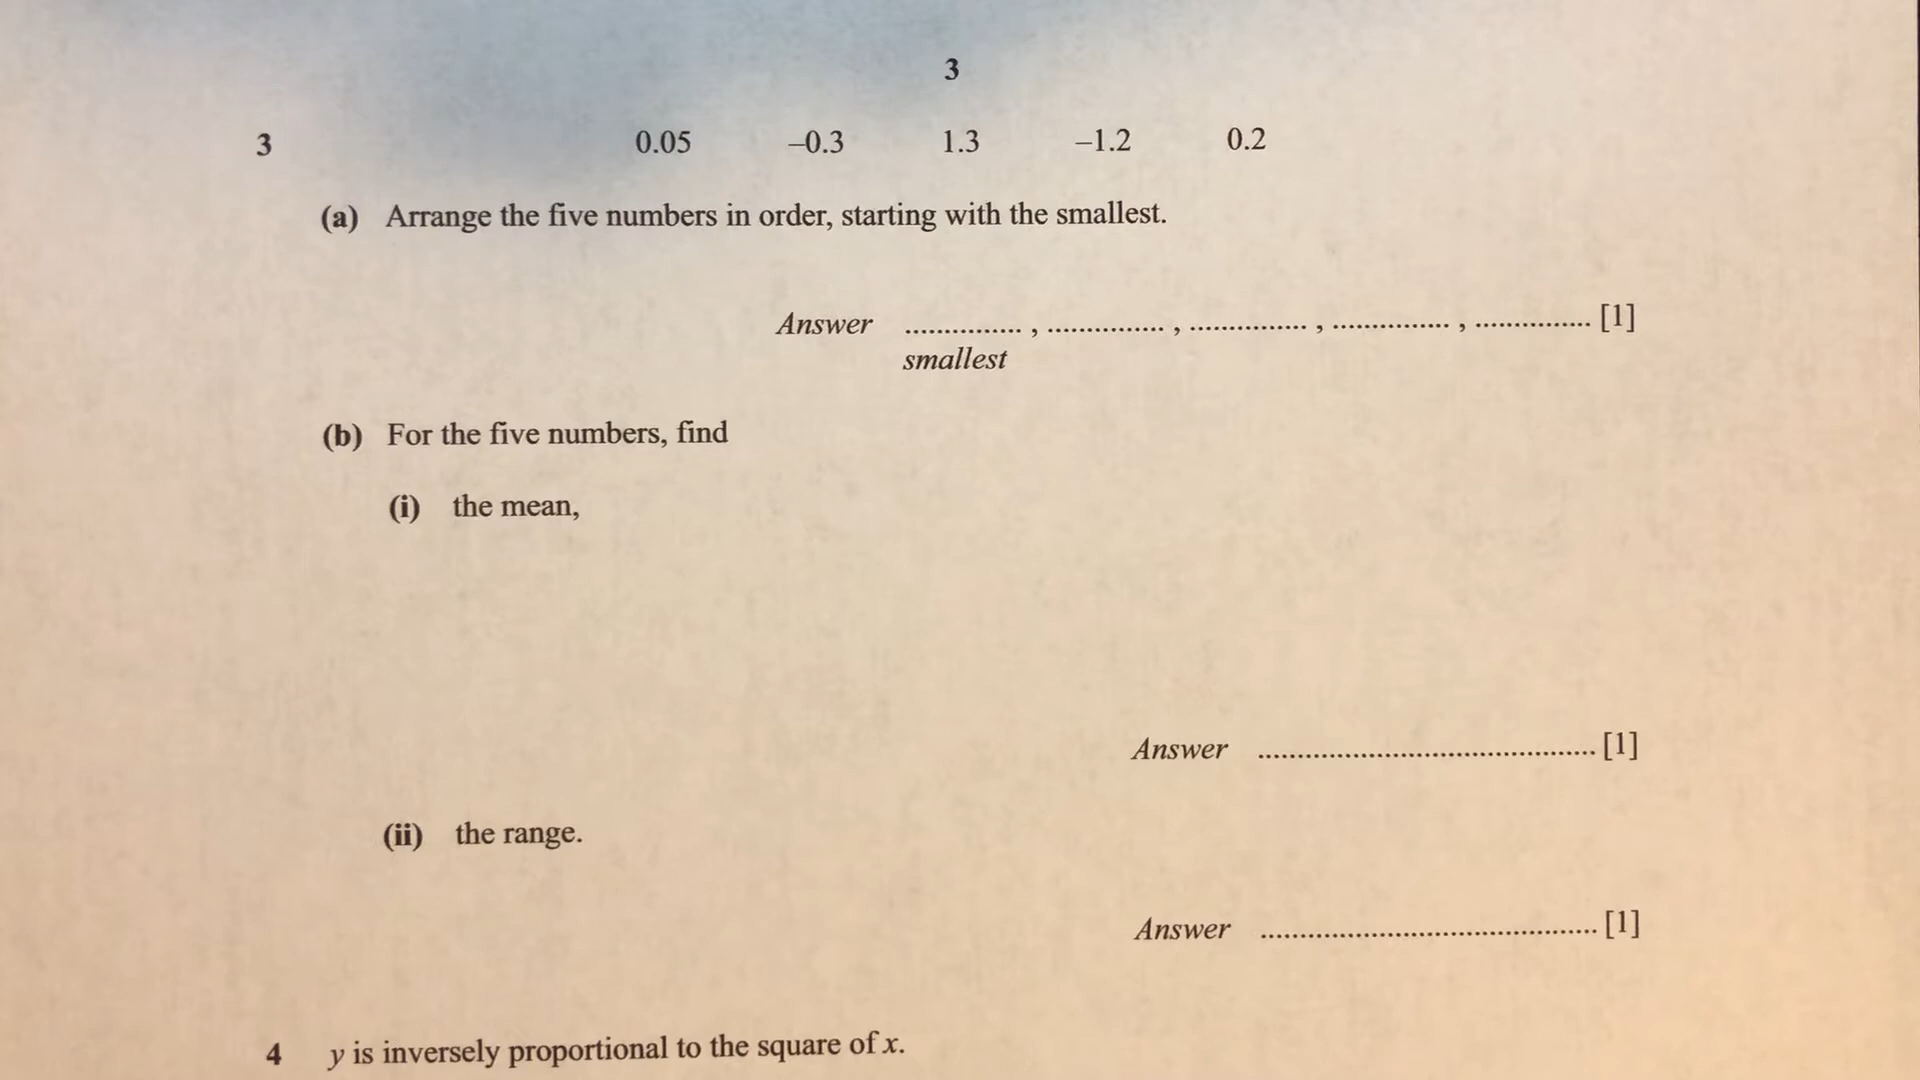 3
3 0.05 –0.3 1.3 –1.2 0.2
(a) Arrange the five numbers in order, starting with the smallest.
Answer ............... , ............... , ............... , ............... , ............... [1]
smallest
(b) For the five numbers, find
(i) the mean,
Answer ........................................... [1]
(ii) the range.
Answer ........................................... [1]
4 y is inversely proportional to the square of x.